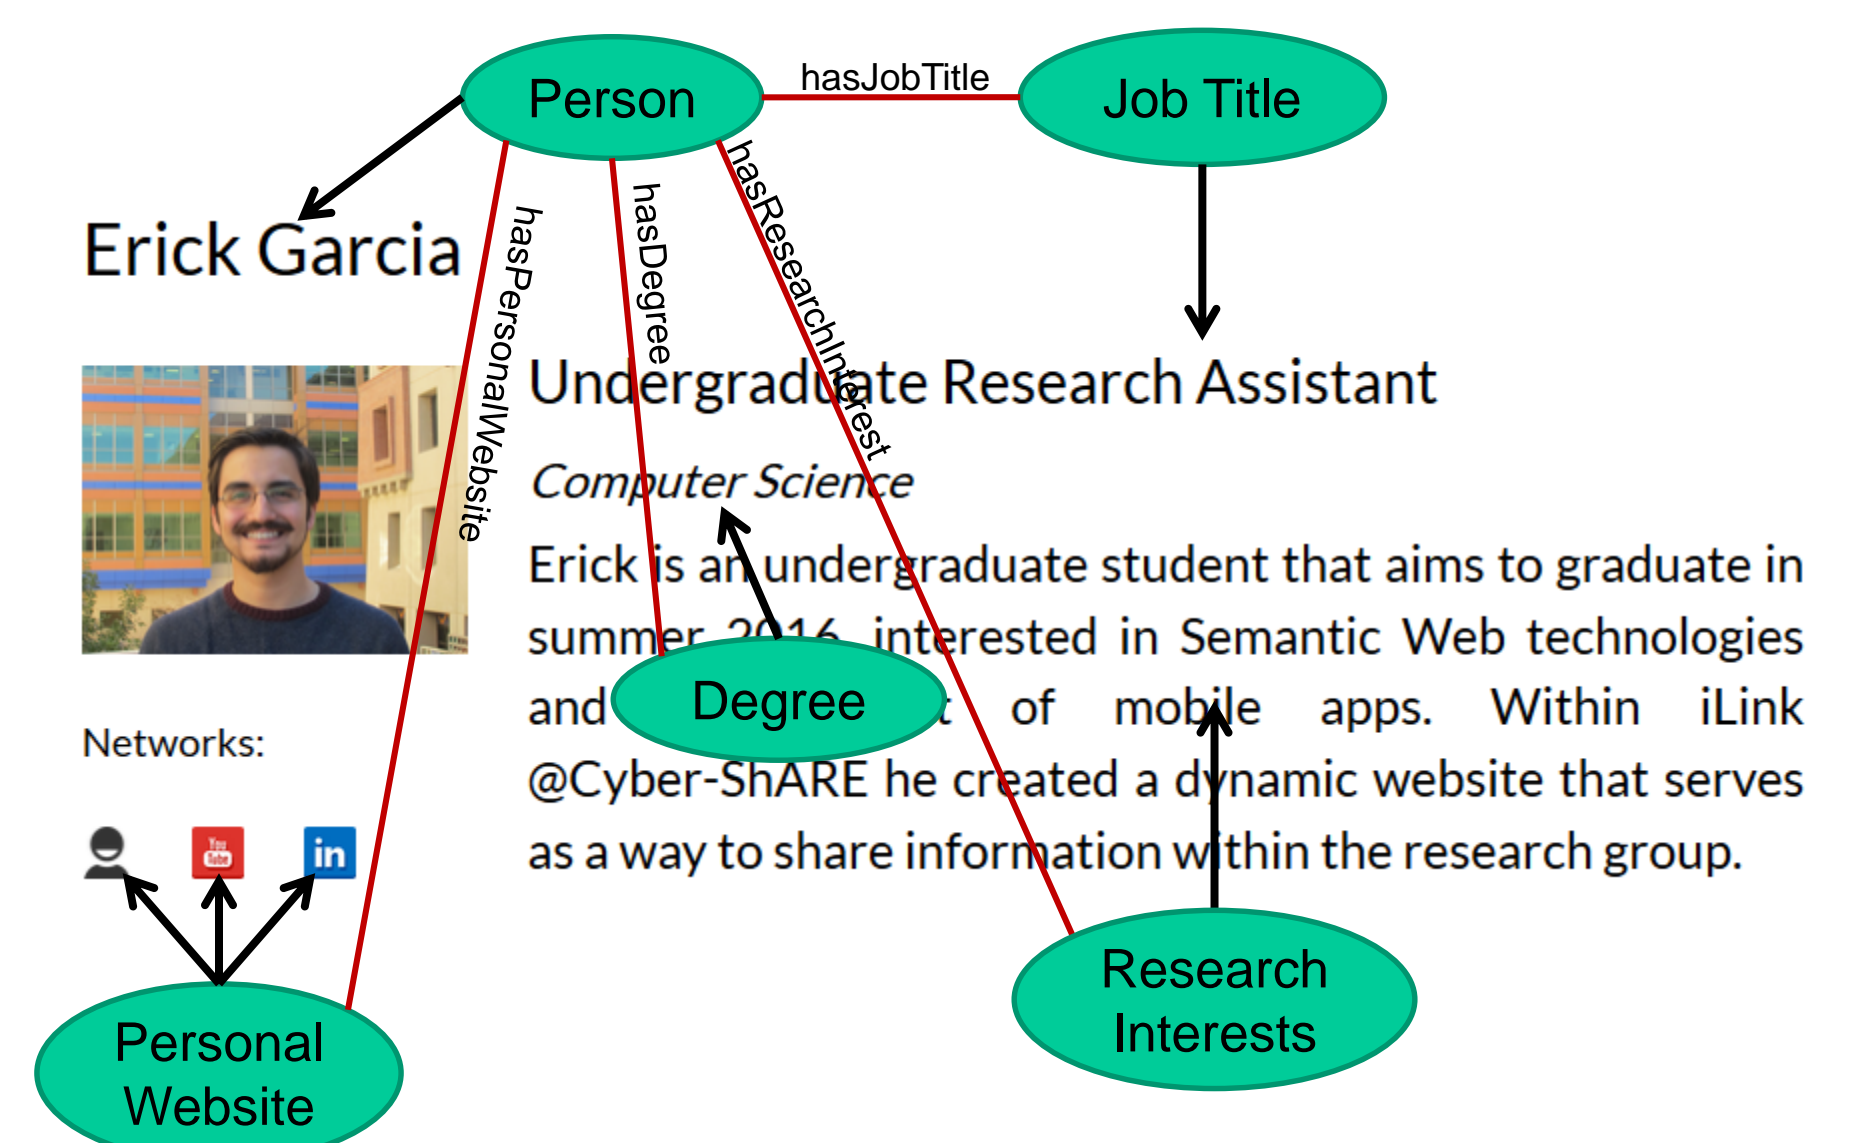 Person
hasJobTitle
Job Title
hasPersonalWebsite
hasDegree
hasResearchInterest
Erick Garcia
Undergraduate Research Assistant
Computer Science
Erick is an undergraduate student that aims to graduate in
summer 2016, interested in Semantic Web technologies
and of mobile apps. Within iLink
@Cyber-ShARE he created a dynamic website that serves
as a way to share information within the research group.
Degree
Networks:
You
Tube
in
Research
Interests
Personal
Website